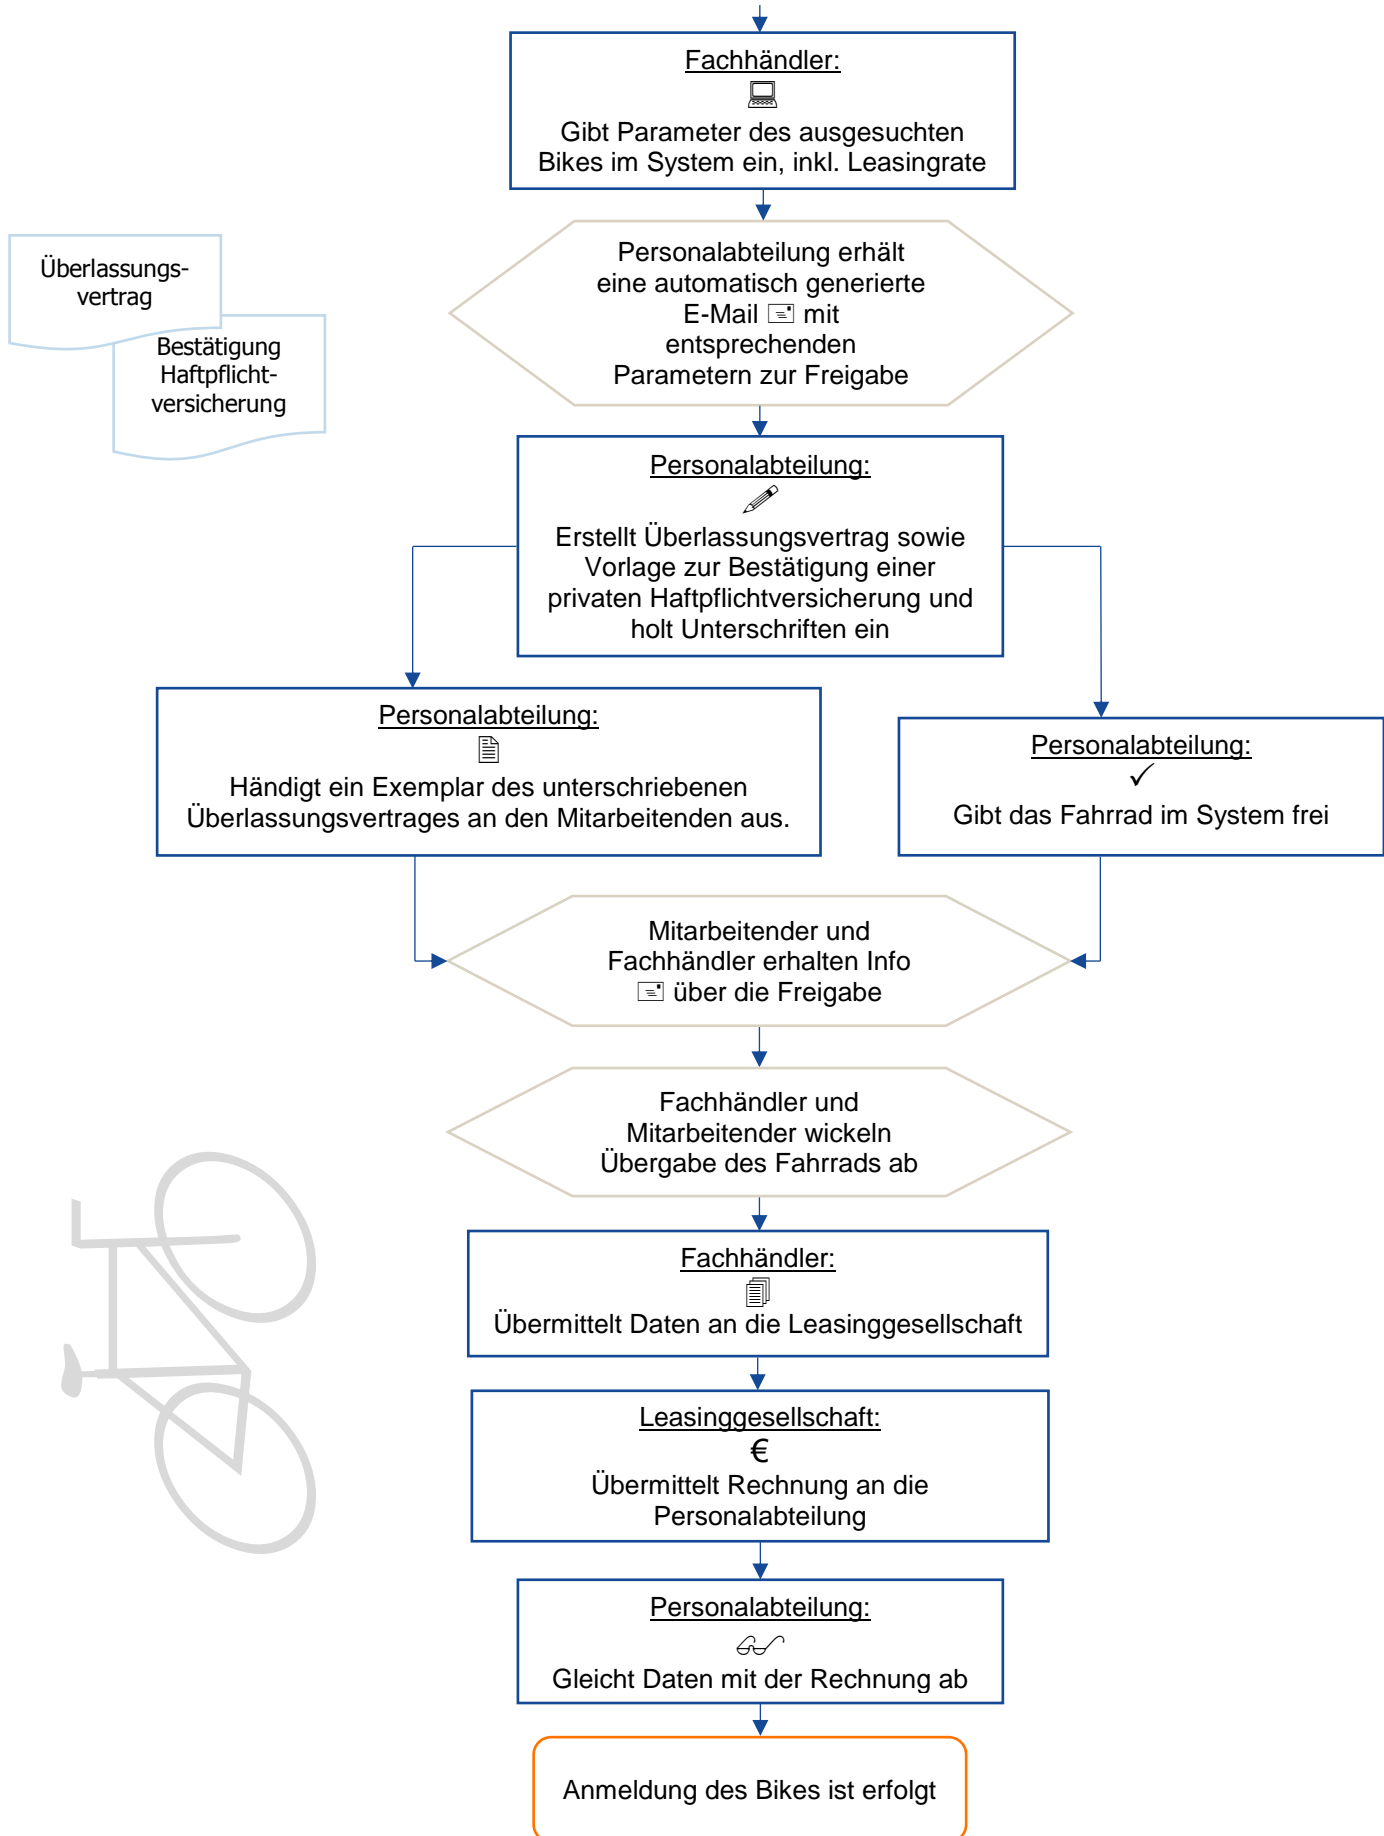 Fachhändler:
Gibt Parameter des ausgesuchten
Bikes im System ein, inkl. Leasingrate
Personalabteilung erhält
eine automatisch generierte
E-Mail mit
entsprechenden
Parametern zur Freigabe
Überlassungs-
vertrag
Bestätigung
Haftpflicht-
versicherung
Personalabteilung:
Erstellt Überlassungsvertrag sowie
Vorlage zur Bestätigung einer
privaten Haftpflichtversicherung und
holt Unterschriften ein
Personalabteilung:
Händigt ein Exemplar des unterschriebenen
Überlassungsvertrages an den Mitarbeitenden aus.
Personalabteilung:
✓
Gibt das Fahrrad im System frei
Mitarbeitender und
Fachhändler erhalten Info
über die Freigabe
Fachhändler und
Mitarbeitender wickeln
Übergabe des Fahrrads ab
Fachhändler:
Übermittelt Daten an die Leasinggesellschaft
Leasinggesellschaft:
€
Übermittelt Rechnung an die
Personalabteilung
Personalabteilung:
Gleicht Daten mit der Rechnung ab
Anmeldung des Bikes ist erfolgt